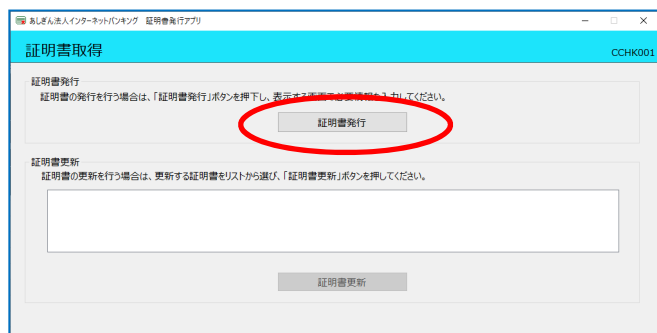 あしぎん法人インターネットバンキング 証明書発行アプリ
証明書取得
CCHK001
証明書発行
証明書の発行を行う場合は、「証明書発行」ボタンを押下し、表示する画面で必要情報を入力してください。
証明書発行
証明書更新
証明書の更新を行う場合は、更新する証明書をリストから選び、「証明書更新」ボタンを押してください。
証明書更新